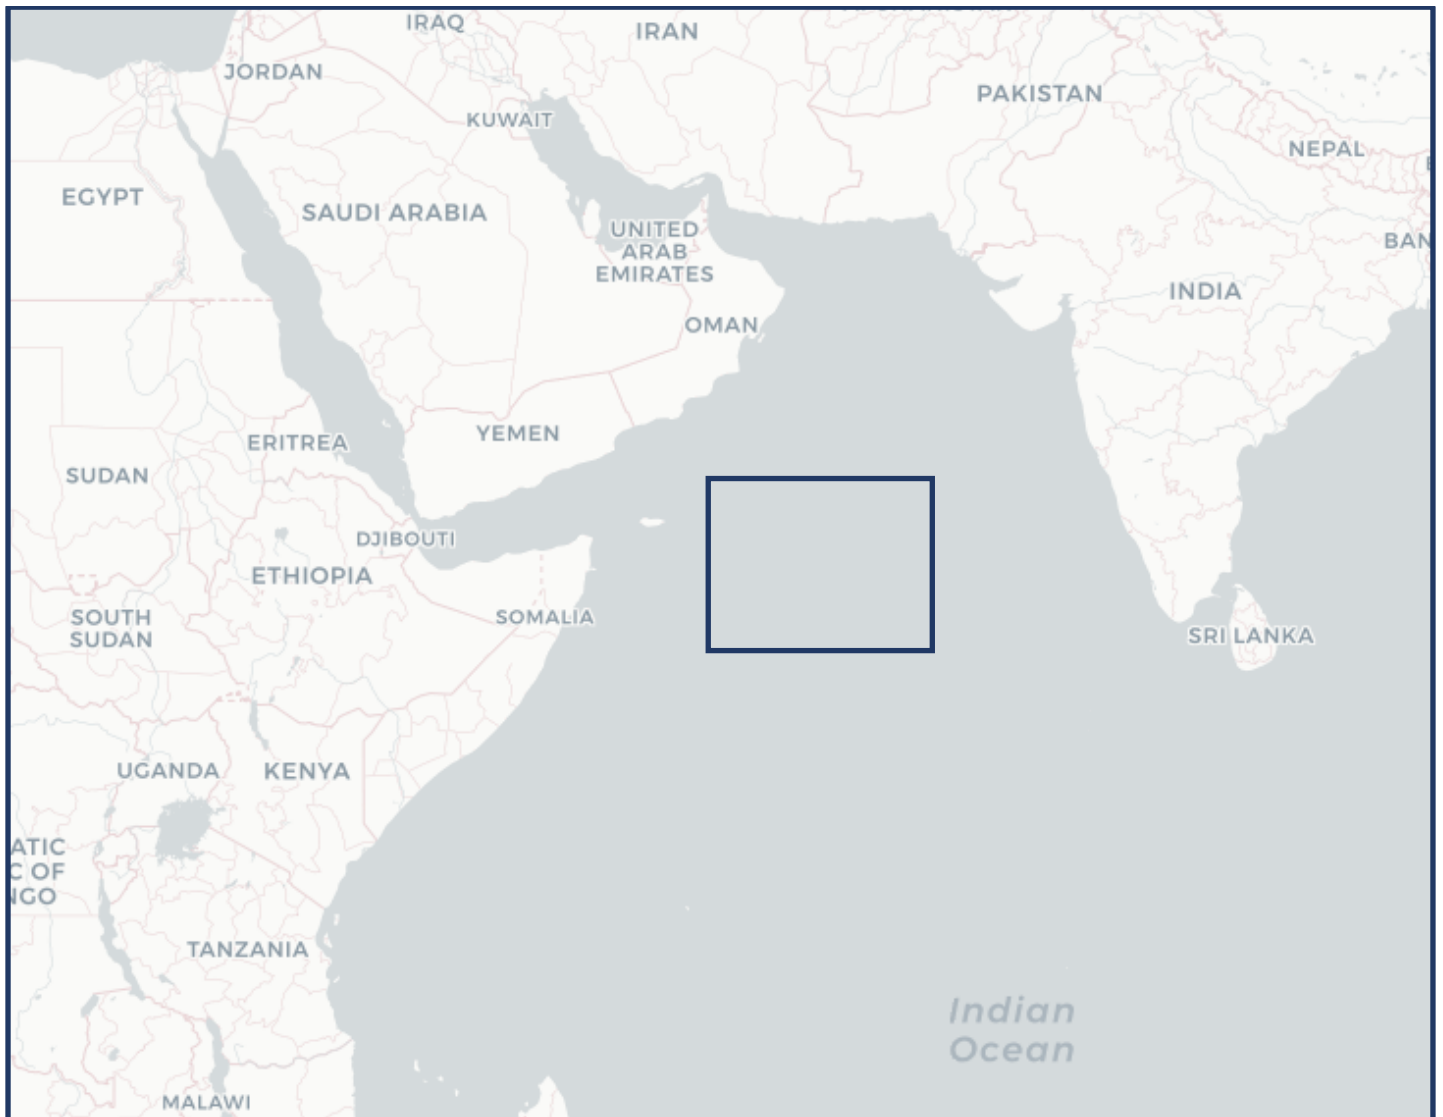 IRAQ
IRAN
JORDAN
PAKISTAN
KUWAIT
NEPAL
EGYPT
SAUDI ARABIA
UNITED
ARAB
EMIRATES
BAN
INDIA
OMAN
YEMEN
ERITREA
SUDAN
DJIBOUTI
ETHIOPIA
SOMALIA
SOUTH
SUDAN
SRI LANKA
UGANDA
KENYA
ATIC
C OF
NGO
TANZANIA
Indian
Ocean
MALAWI